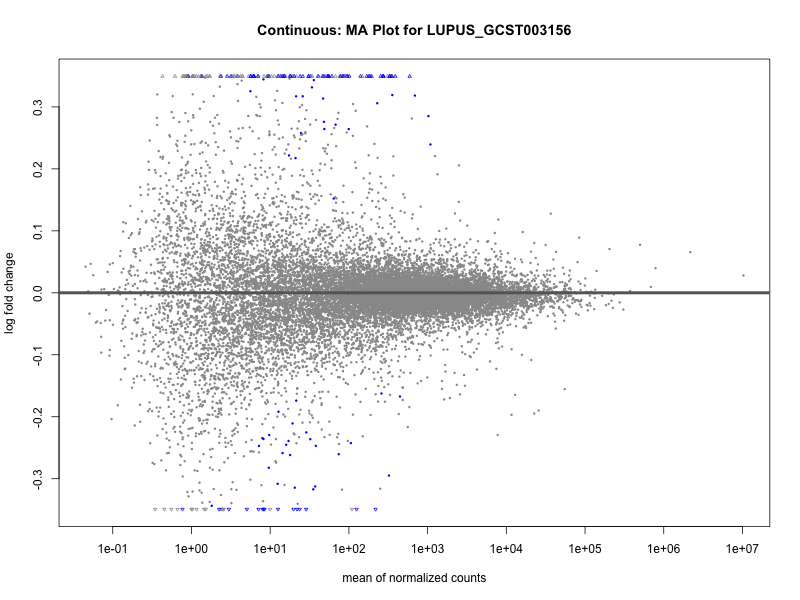 Continuous: MA Plot for LUPUS_GCST003156
log fold change
0.3
0.2
0.1
0.0
-0.1
-0.2
-0.3
1e-01 1e+00 1e+01 1e+02 1e+03 1e+04 1e+05 1e+06 1e+07
mean of normalized counts